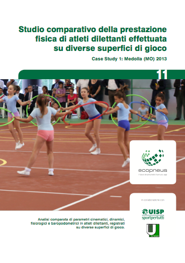 Studio comparativo della prestazione
fisica di atleti dilettanti effettuata
su diverse superfici di gioco
Case Study 1: Medolla (MO) 2013
11
ecopneus
UISP
sportpertutti
Analisi comparata di parametri cinematici, dinamici,
fisiologici e baropodometrici in atleti dilettanti, registrati
su diverse superfici di gioco.